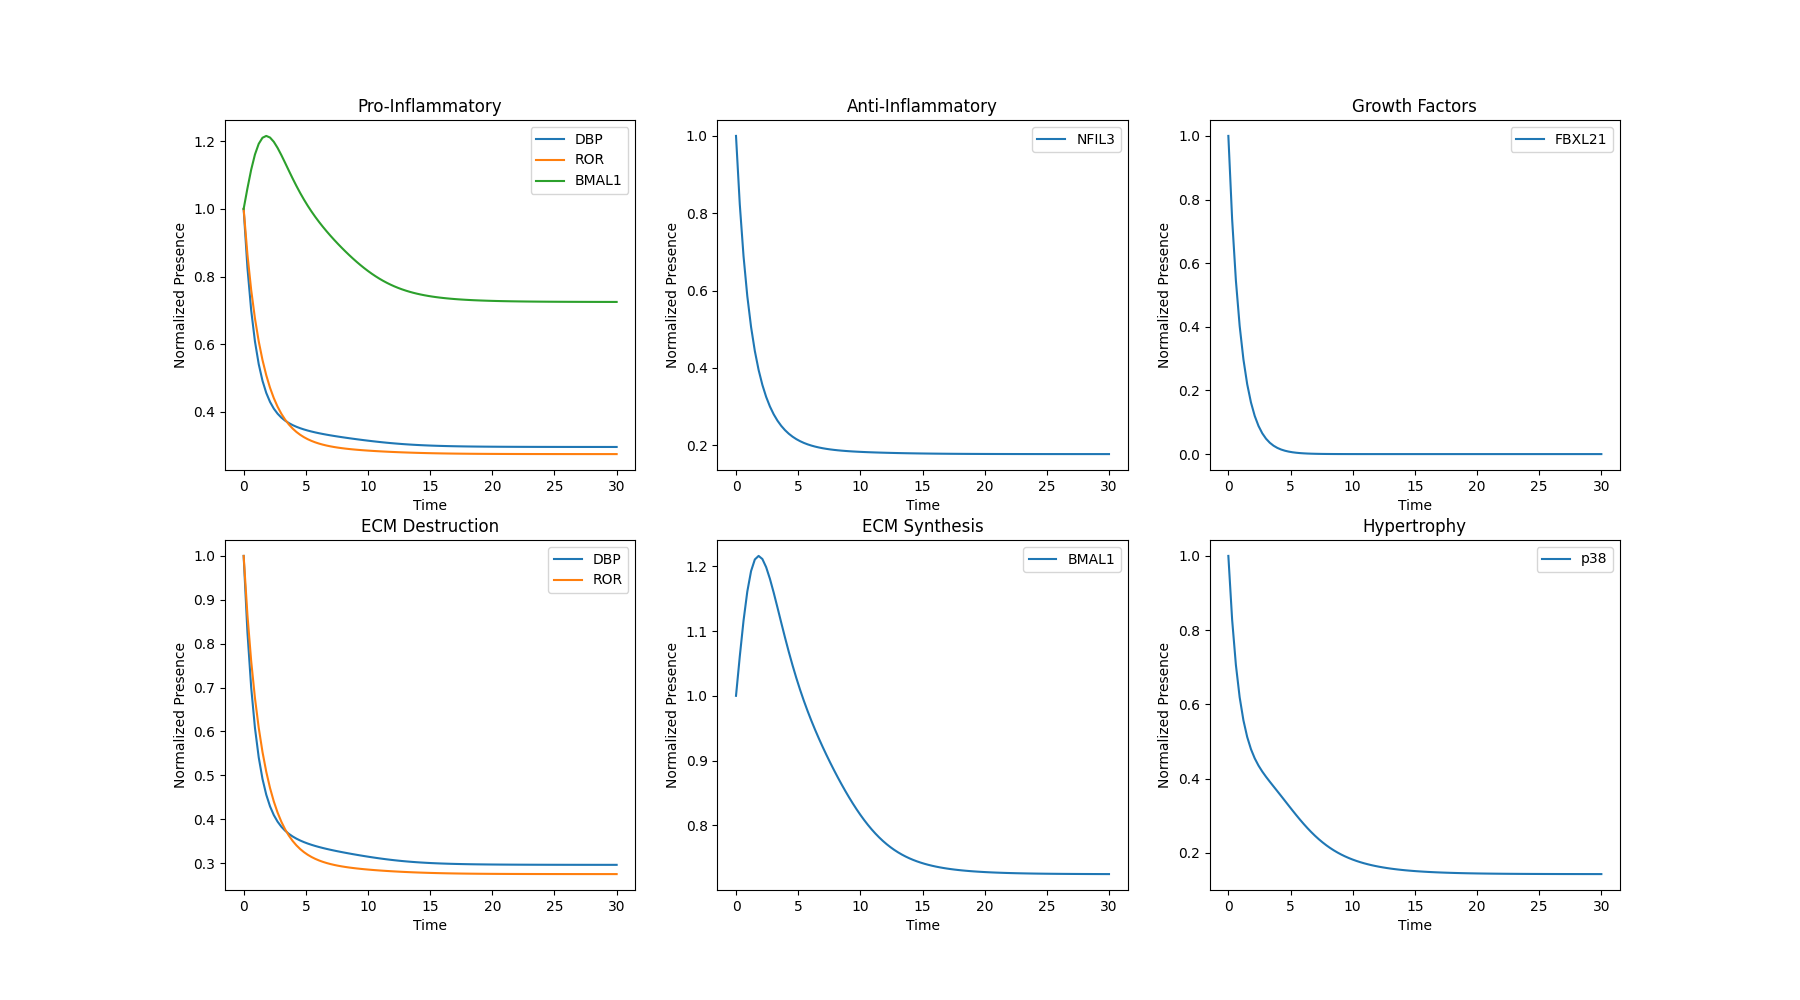 Pro-Inflammatory
Normalized Presence
1.2
1.0
0.8
0.6
0.4
DBP
ROR
BMAL1
0 5 10 15 20 25 30
Time
Anti-Inflammatory
Normalized Presence
1.0
0.8
0.6
0.4
0.2
NFIL3
0 5 10 15 20 25 30
Time
Growth Factors
Normalized Presence
1.0
0.8
0.6
0.4
0.2
0.0
FBXL21
0 5 10 15 20 25 30
Time
ECM Destruction
Normalized Presence
1.0
0.9
0.8
0.7
0.6
0.5
0.4
0.3
DBP
ROR
0 5 10 15 20 25 30
Time
ECM Synthesis
Normalized Presence
1.2
1.1
1.0
0.9
0.8
BMAL1
0 5 10 15 20 25 30
Time
Hypertrophy
Normalized Presence
1.0
0.8
0.6
0.4
0.2
p38
0 5 10 15 20 25 30
Time